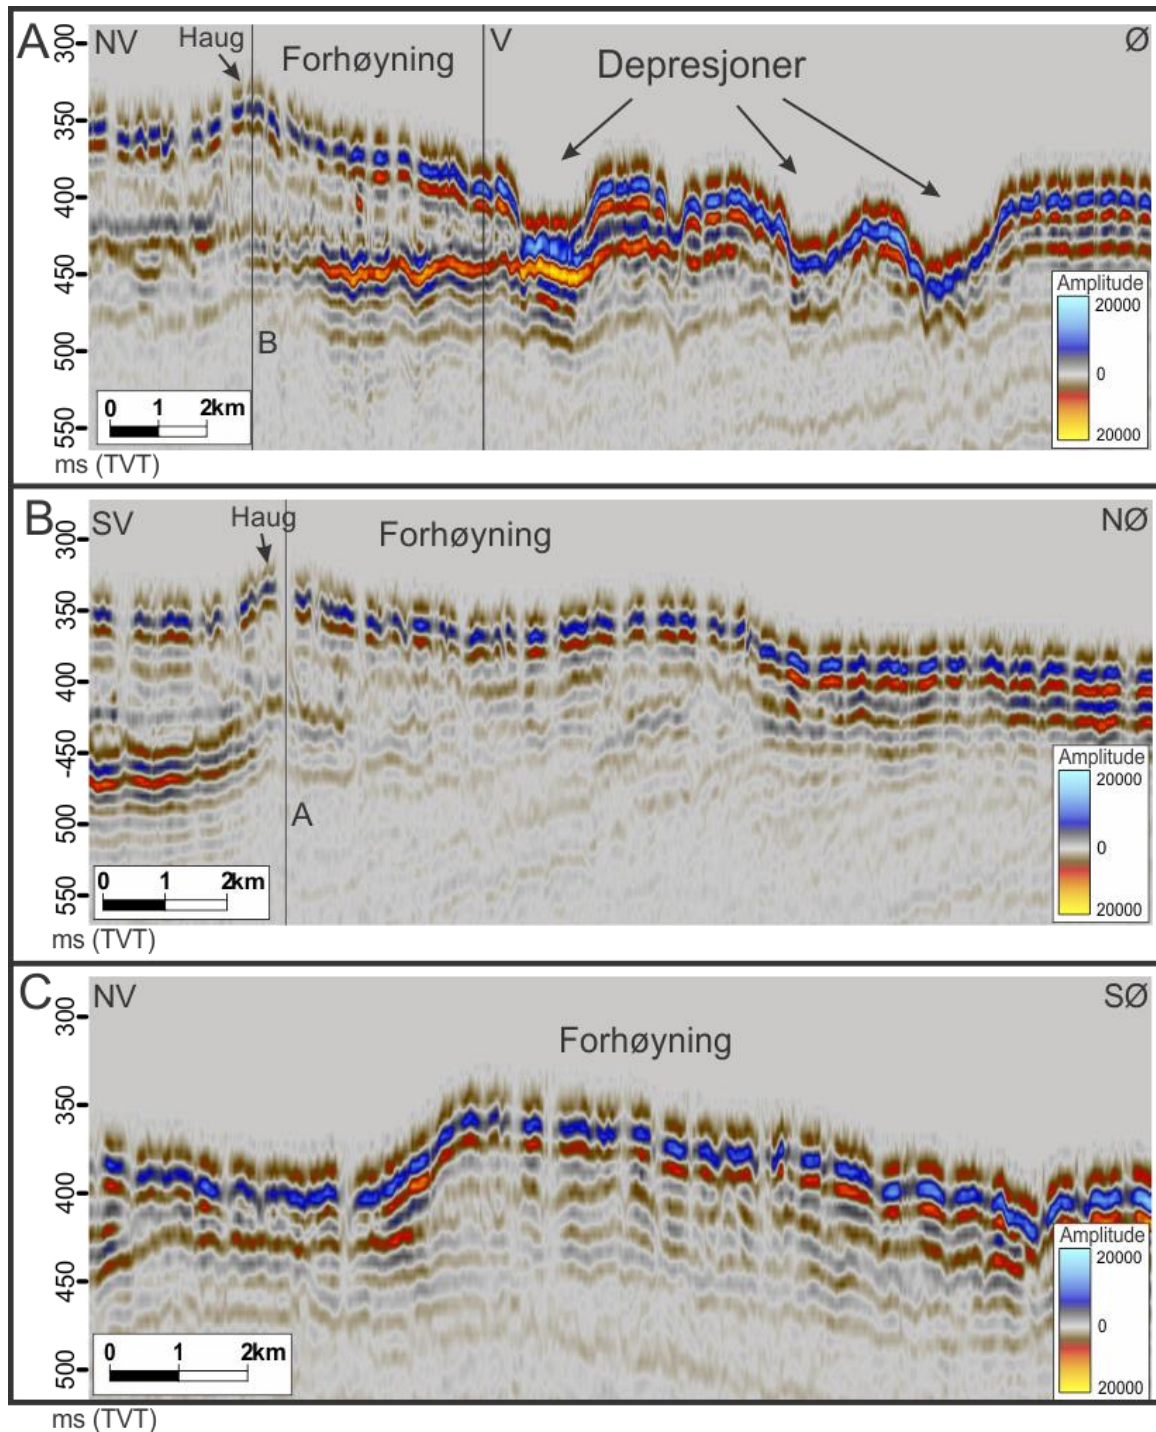 A
NV
Haug
Forhøyning
V
Depresjoner
Ø
300
350
400
450
500
550
B
Amplitude
20000
0
20000
0 1 2km
ms (TVT)
B
SV
Haug
Forhøyning
NØ
300
350
400
450
500
550
A
Amplitude
20000
0
20000
0 1 2km
ms (TVT)
C
NV
Forhøyning
SØ
300
350
400
450
500
Amplitude
20000
0
20000
0 1 2km
ms (TVT)